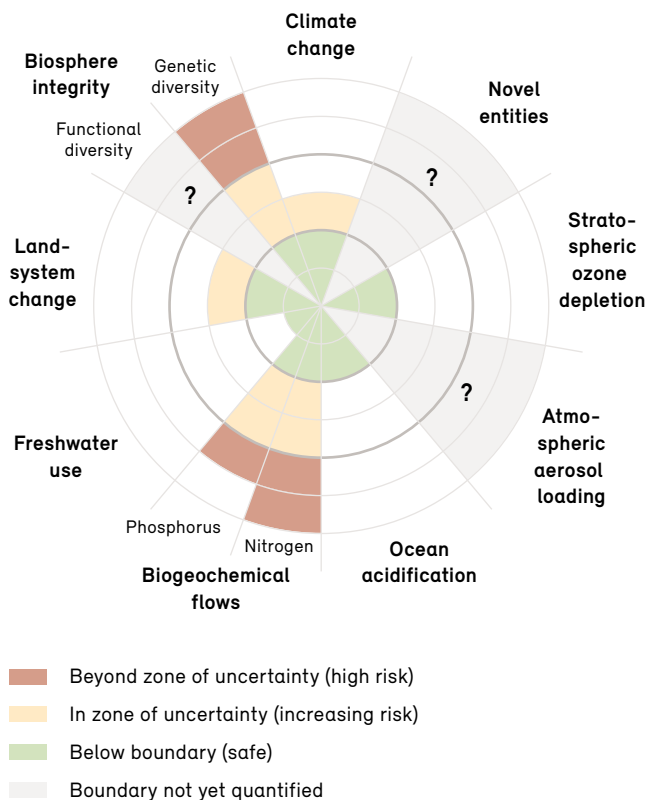 Climate
change
Biosphere
integrity
Genetic
diversity
Functional
diversity
Novel
entities
?
?
Strato-
spheric
ozone
depletion
Land-
system
change
?
Atmo-
spheric
aerosol
loading
Freshwater
use
Phosphorus
Nitrogen
Biogeochemical
flows
Ocean
acidification
Beyond zone of uncertainty (high risk)
In zone of uncertainty (increasing risk)
Below boundary (safe)
Boundary not yet quantified